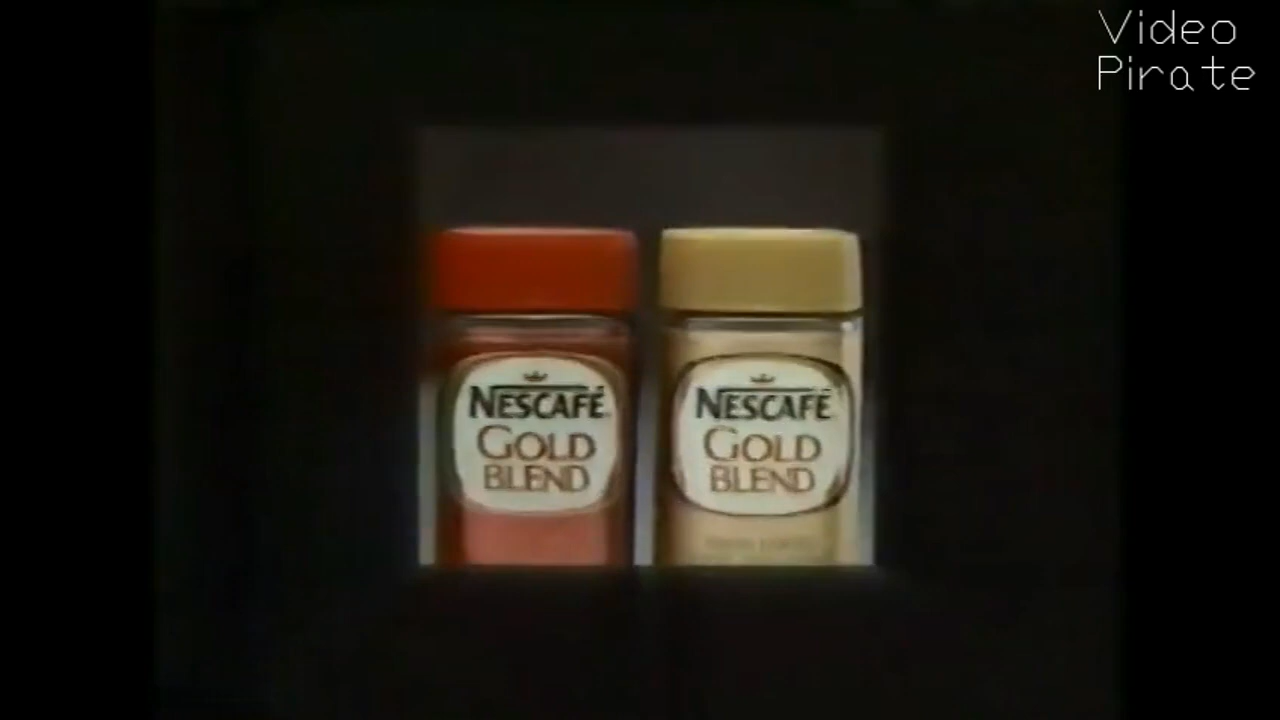 Video
Pirate
NESCAFÉ
GOLD
BLEND
NESCAFÉ
GOLD
BLEND